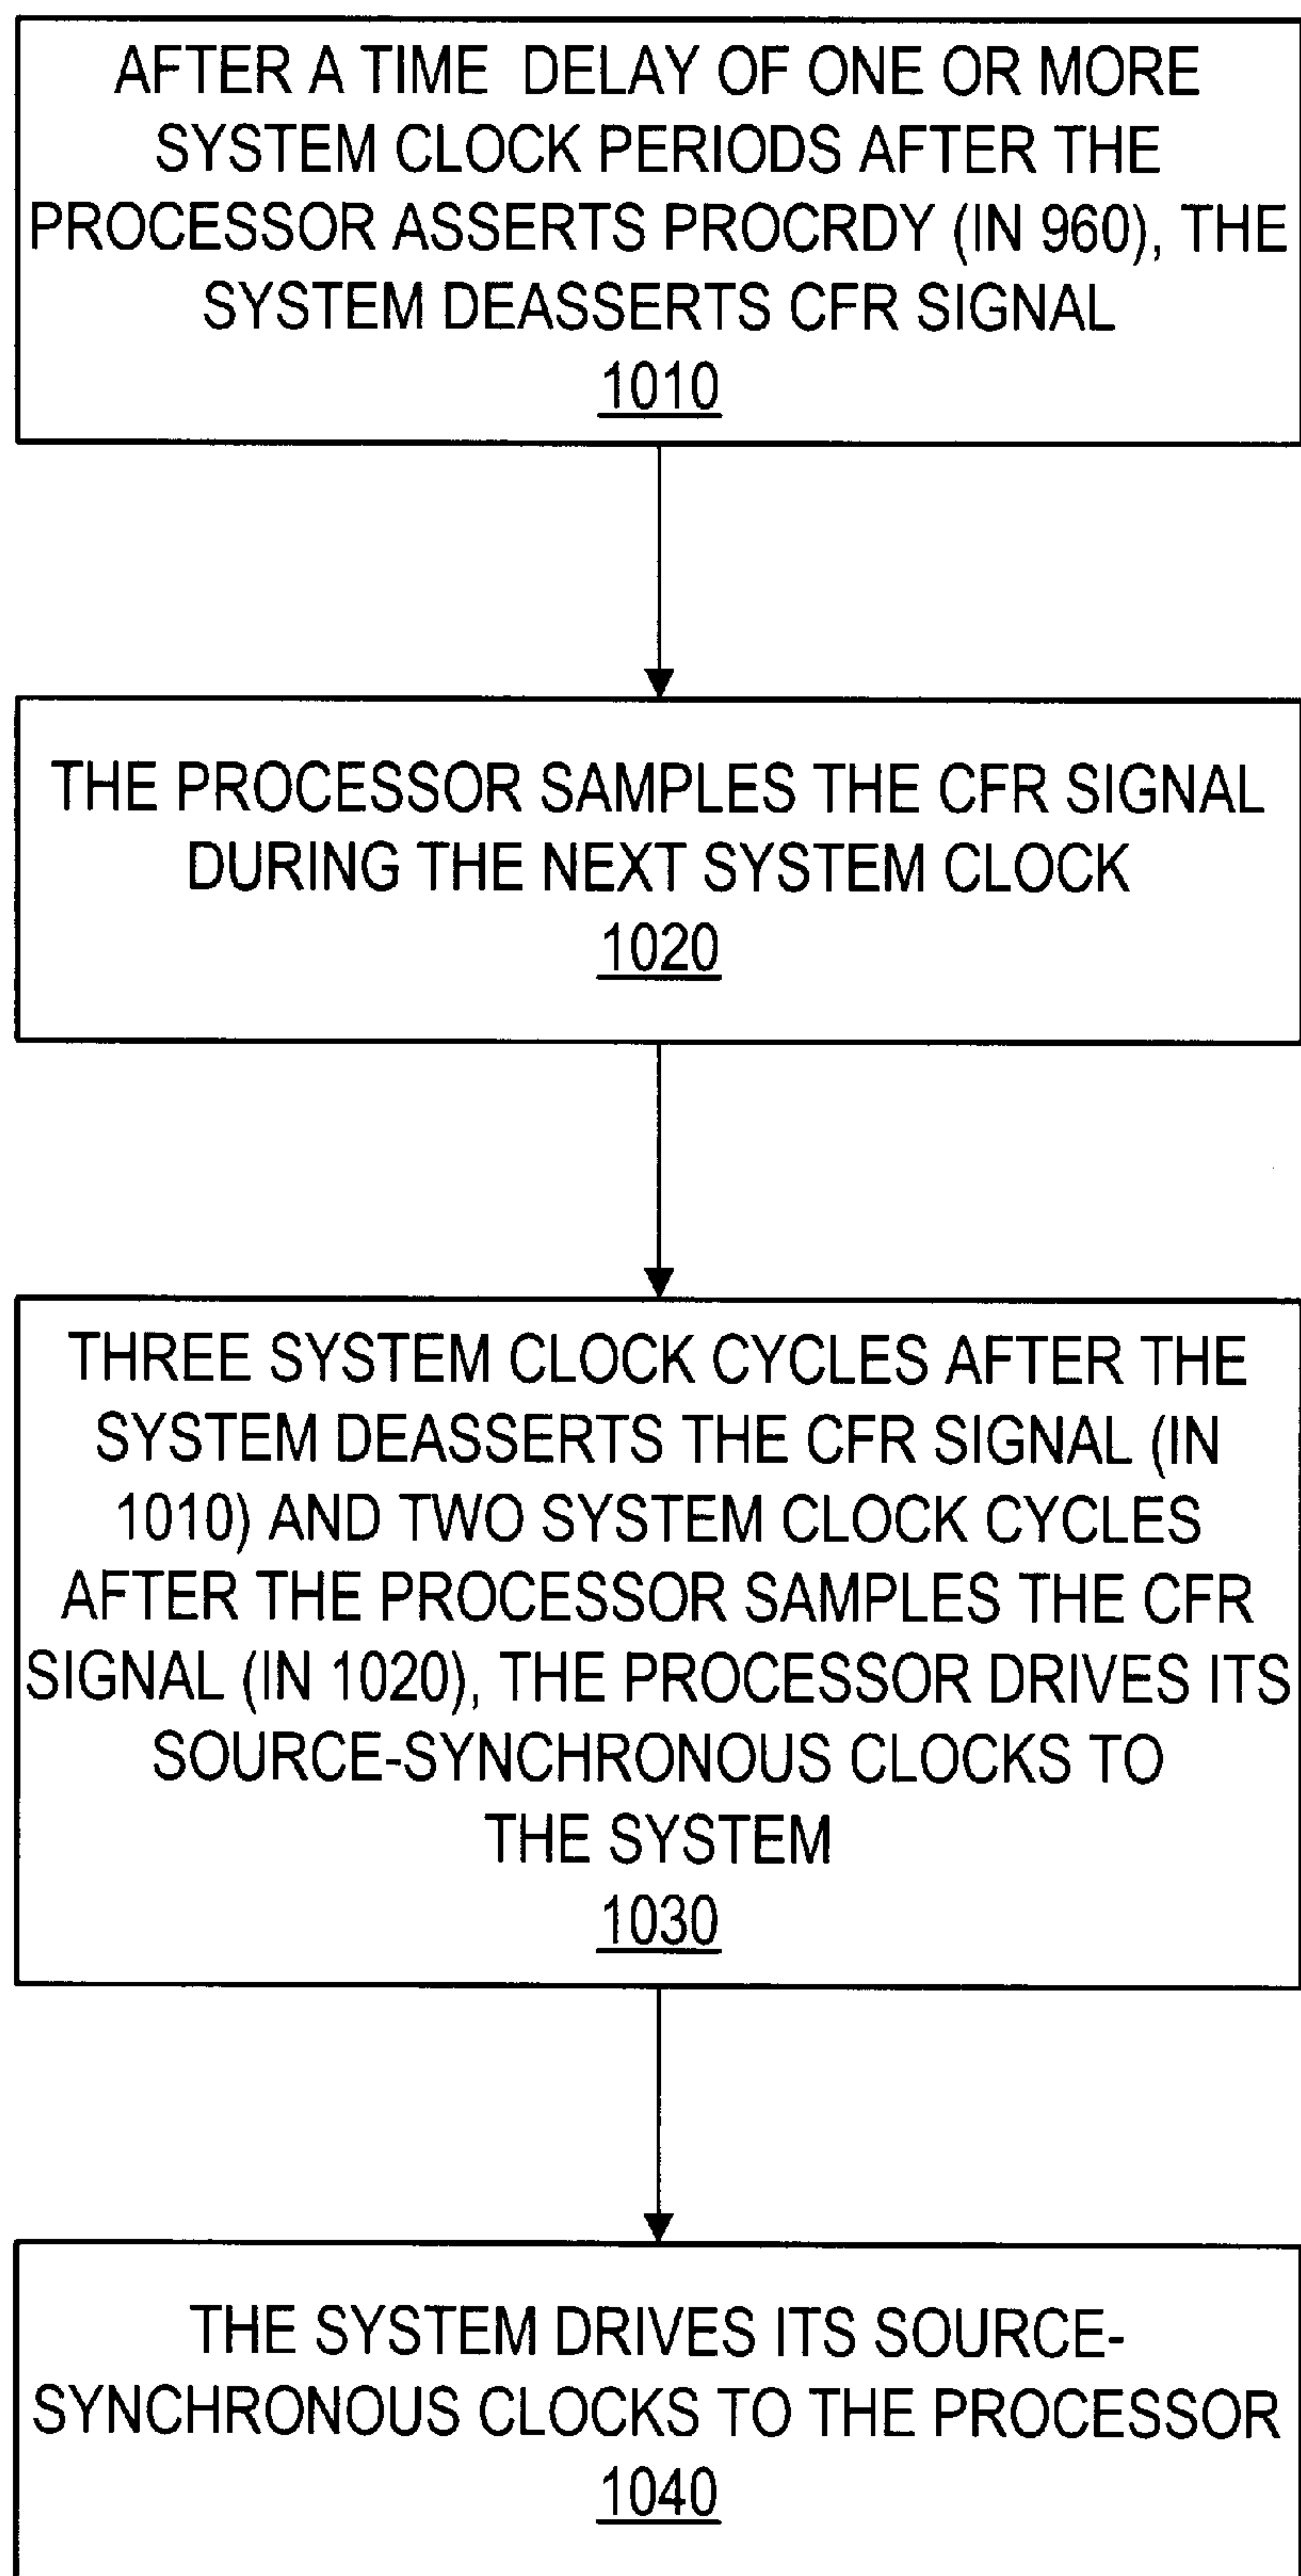 AFTER A TIME DELAY OF ONE OR MORE
SYSTEM CLOCK PERIODS AFTER THE
PROCESSOR ASSERTS PROCRDY (IN 960), THE
SYSTEM DEASSERTS CFR SIGNAL
1010
THE PROCESSOR SAMPLES THE CFR SIGNAL
DURING THE NEXT SYSTEM CLOCK
1020
THREE SYSTEM CLOCK CYCLES AFTER THE
SYSTEM DEASSERTS THE CFR SIGNAL (IN
1010) AND TWO SYSTEM CLOCK CYCLES
AFTER THE PROCESSOR SAMPLES THE CFR
SIGNAL (IN 1020), THE PROCESSOR DRIVES ITS
SOURCE-SYNCHRONOUS CLOCKS TO
THE SYSTEM
1030
THE SYSTEM DRIVES ITS SOURCE-
SYNCHRONOUS CLOCKS TO THE PROCESSOR
1040